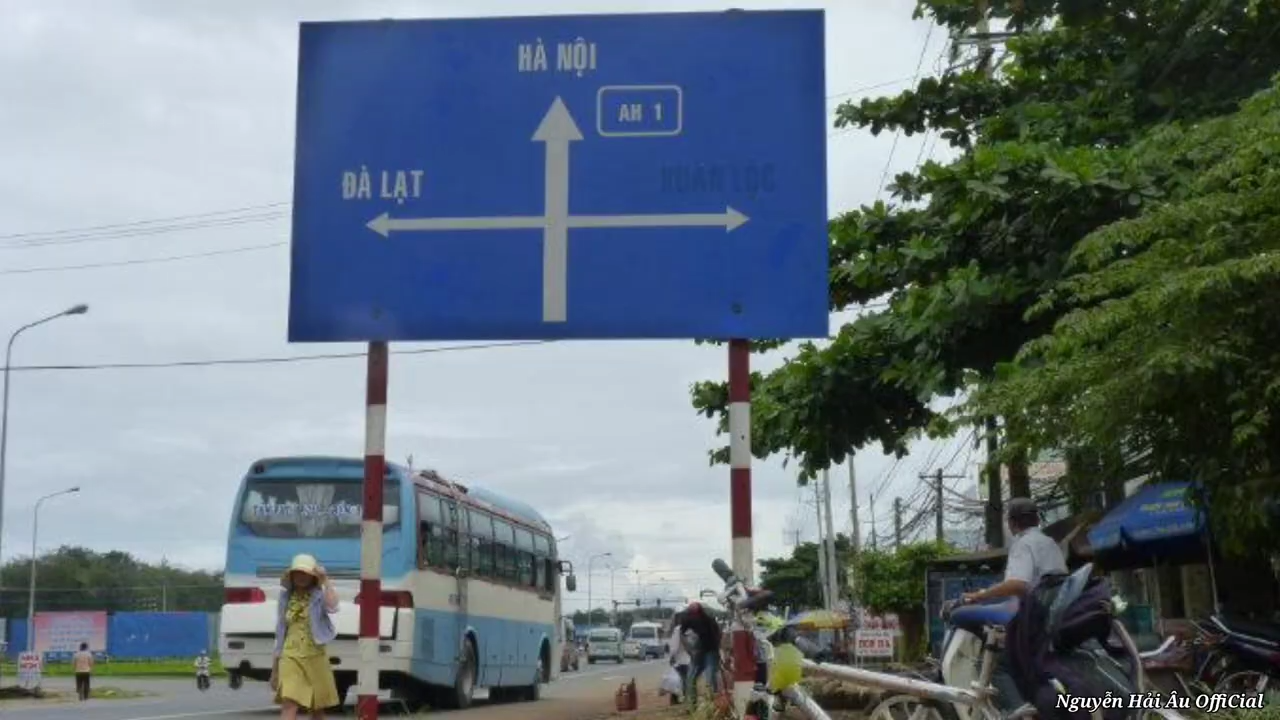 HÀ NỘI
AH 1
ĐÀ LẠT
XUÂN LỘC
Nguyễn Hải Âu OffiCial